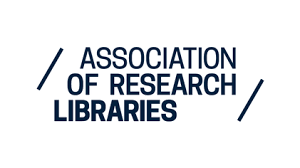 ASSOCIATION
OF RESEARCH
LIBRARIES